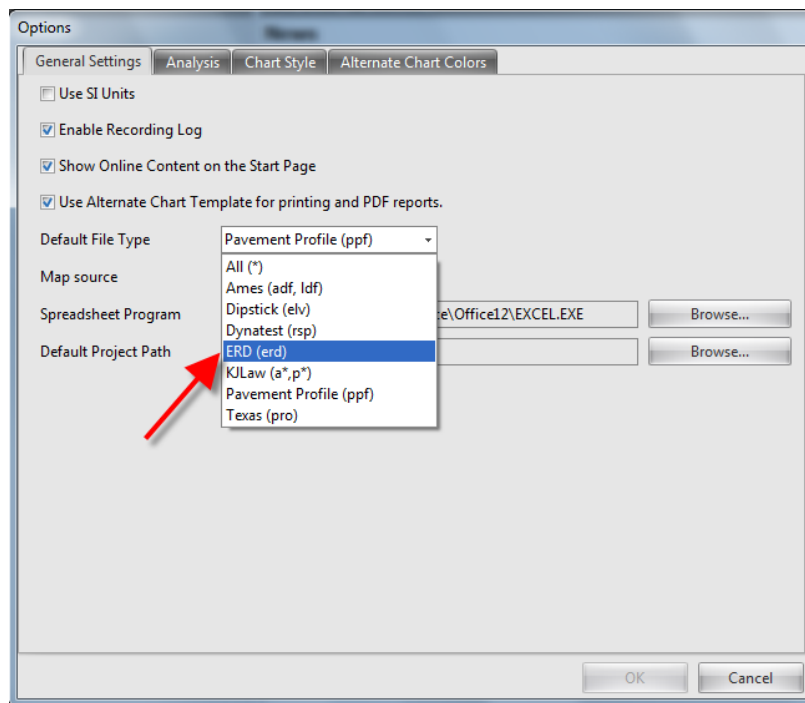 Options
General Settings Analysis Chart Style Alternate Chart Colors
Use SI Units
Enable Recording Log
Show Online Content on the Start Page
Use Alternate Chart Template for printing and PDF reports.
Default File Type Pavement Profile (ppf)
All (*)
Map source
Ames (adf, ldf)
Dipstick (elv)
Spreadsheet Program e\Office12\EXCEL.EXE Browse...
Dynatest (rsp)
Default Project Path ERD (erd) Browse...
KJLaw (a*,p*)
Pavement Profile (ppf)
Texas (pro)
OK Cancel